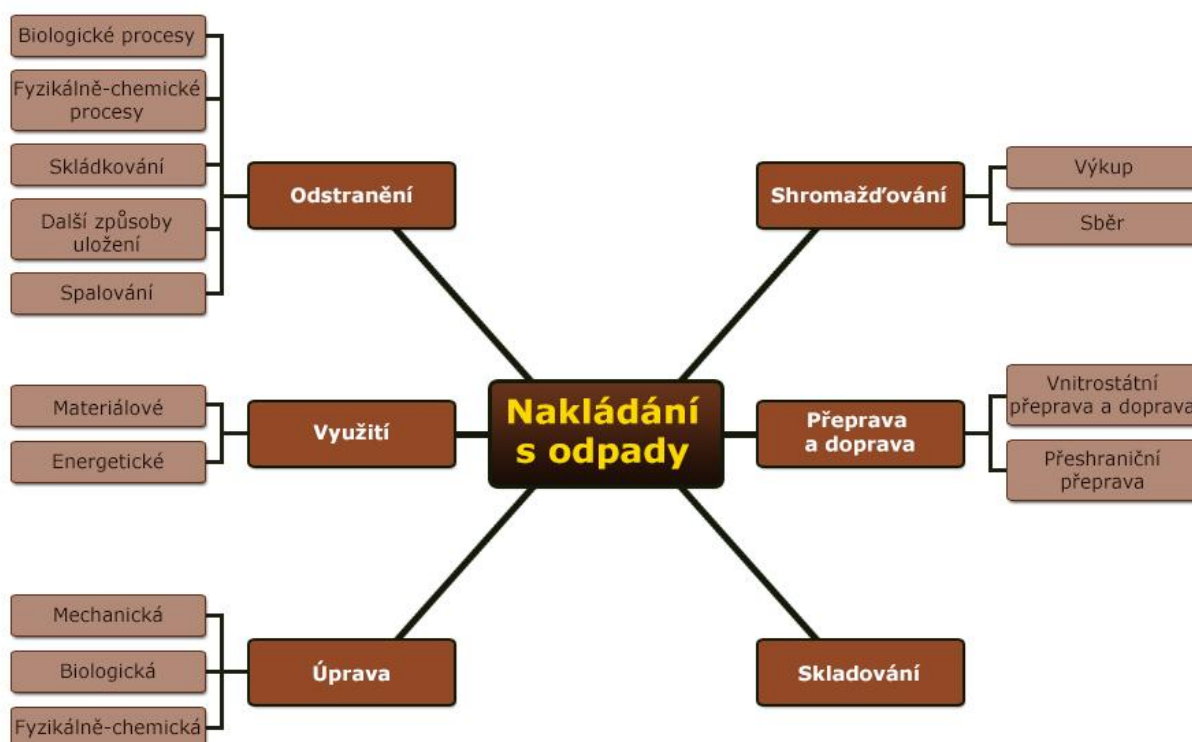 Biologické procesy
Fyzikálně-chemické
procesy
Skládkování
Další způsoby
uložení
Spalování
Odstranění
Shromažďování
Výkup
Sběr
Materiálové
Energetické
Využití
Nakládání
s odpady
Přeprava
a doprava
Vnitrostátní
přeprava a doprava
Přeshraniční
přeprava
Mechanická
Biologická
Fyzikálně-chemická
Úprava
Skladování